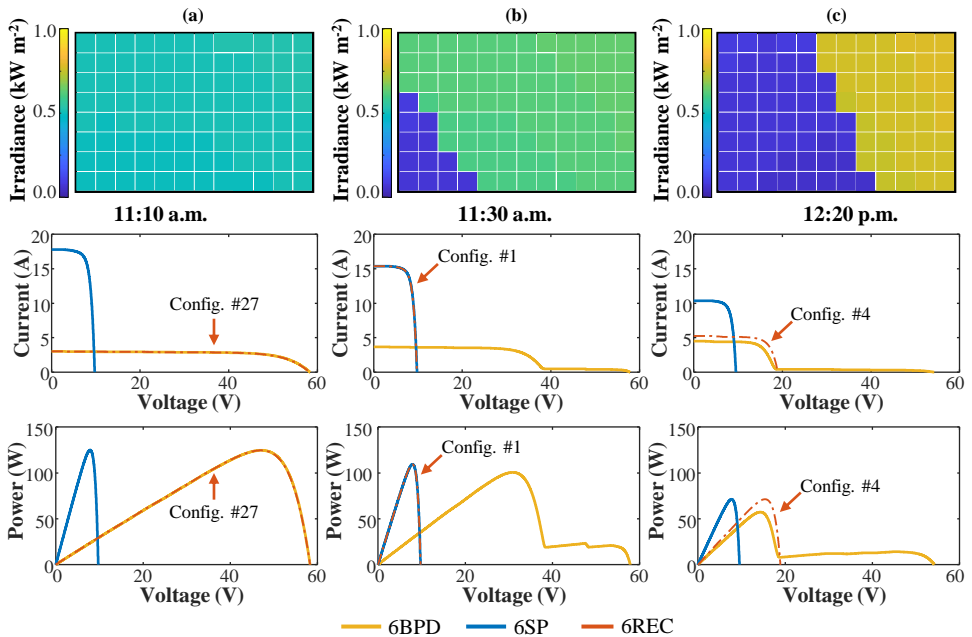 (a) (b) (c)
Irradiance (kW m⁻²) Irradiance (kW m⁻²) Irradiance (kW m⁻²)
1.0 1.0 1.0
0.5 0.5 0.5
0.0 0.0 0.0
11:10 a.m. 11:30 a.m. 12:20 p.m.
Current (A) Current (A) Current (A)
20 20 20
15 15 15
10 10 10
5 5 5
0 0 0
Config. #27 Config. #1 Config. #4
0 20 40 60 0 20 40 60 0 20 40 60
Voltage (V) Voltage (V) Voltage (V)
Power (W) Power (W) Power (W)
150 150 150
100 100 100
50 50 50
0 0 0
Config. #27 Config. #1 Config. #4
0 20 40 60 0 20 40 60 0 20 40 60
Voltage (V) Voltage (V) Voltage (V)
6BPD 6SP 6REC